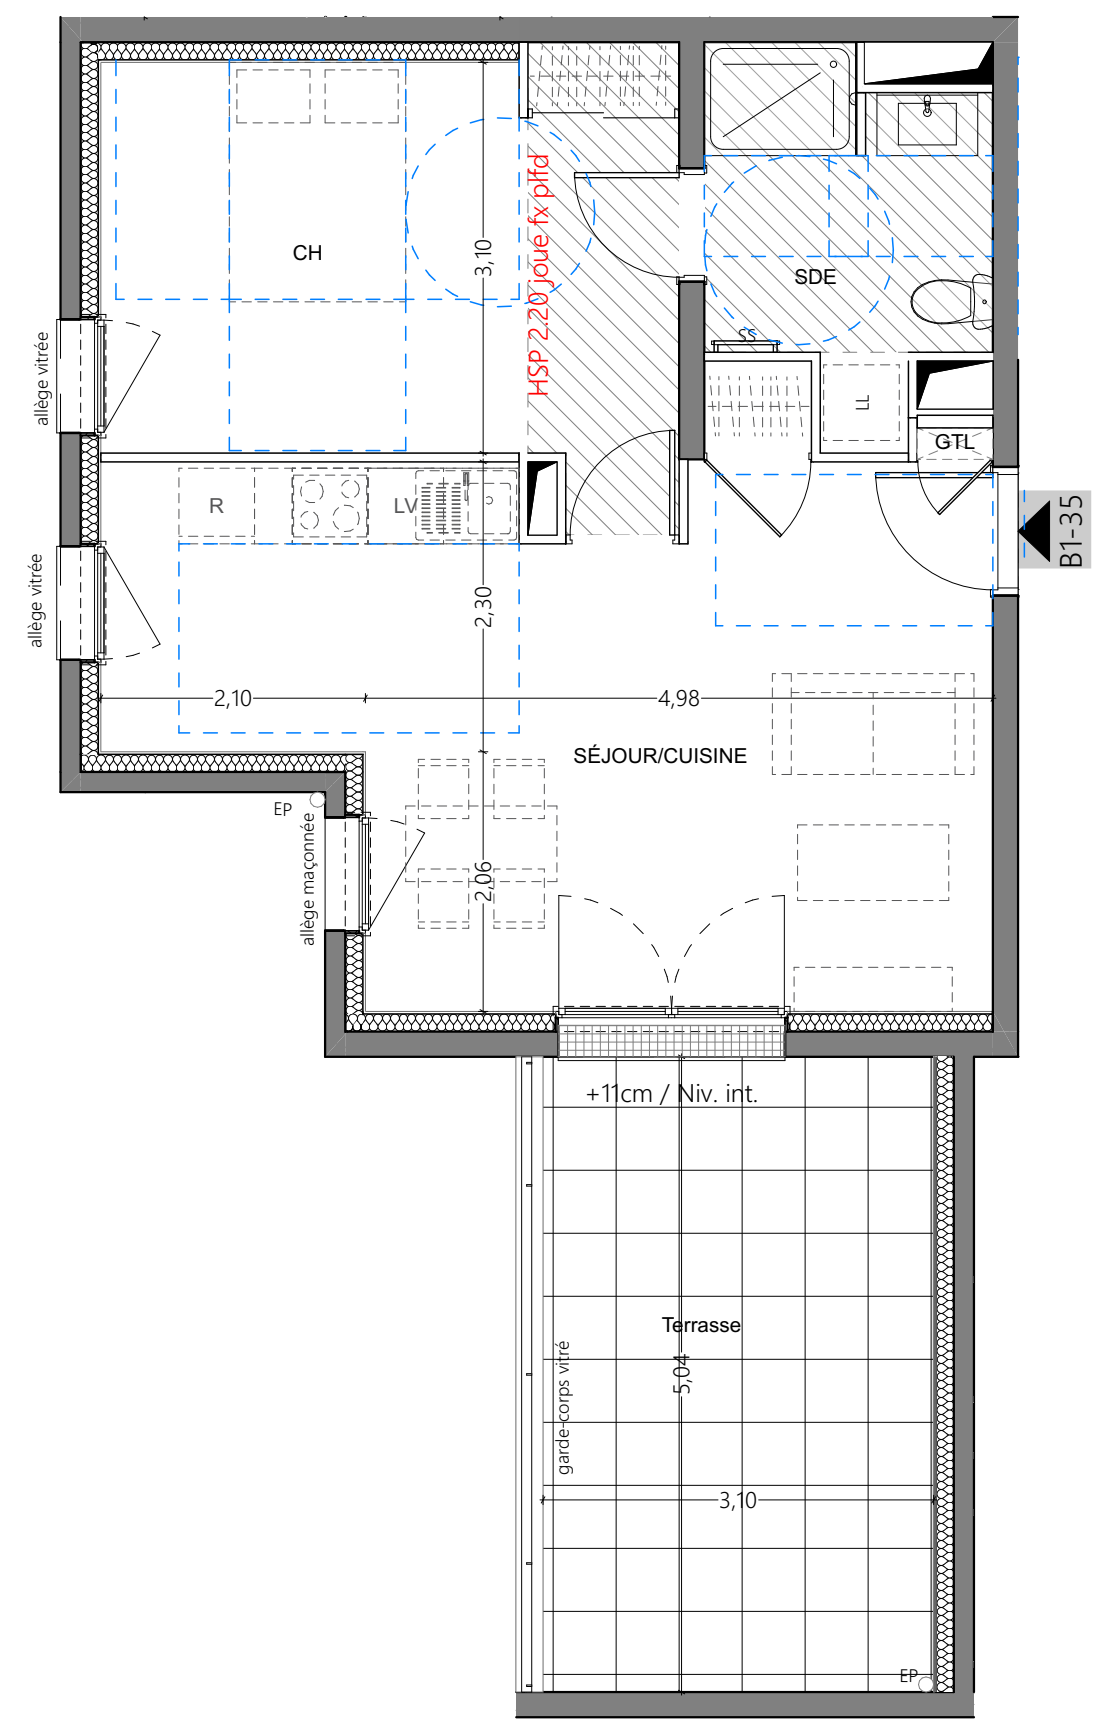 HSP 2.20 joue fx plfd
CH
3,10
SDE
SS
allège vitrée
LL
GTL
R
LV
B1-35
allège vitrée
2,30
2,10
4,98
SÉJOUR/CUISINE
EP
allège maçonnée
2,06
+11cm / Niv. int.
Terrasse
garde-corps vitré
5,04
3,10
EP